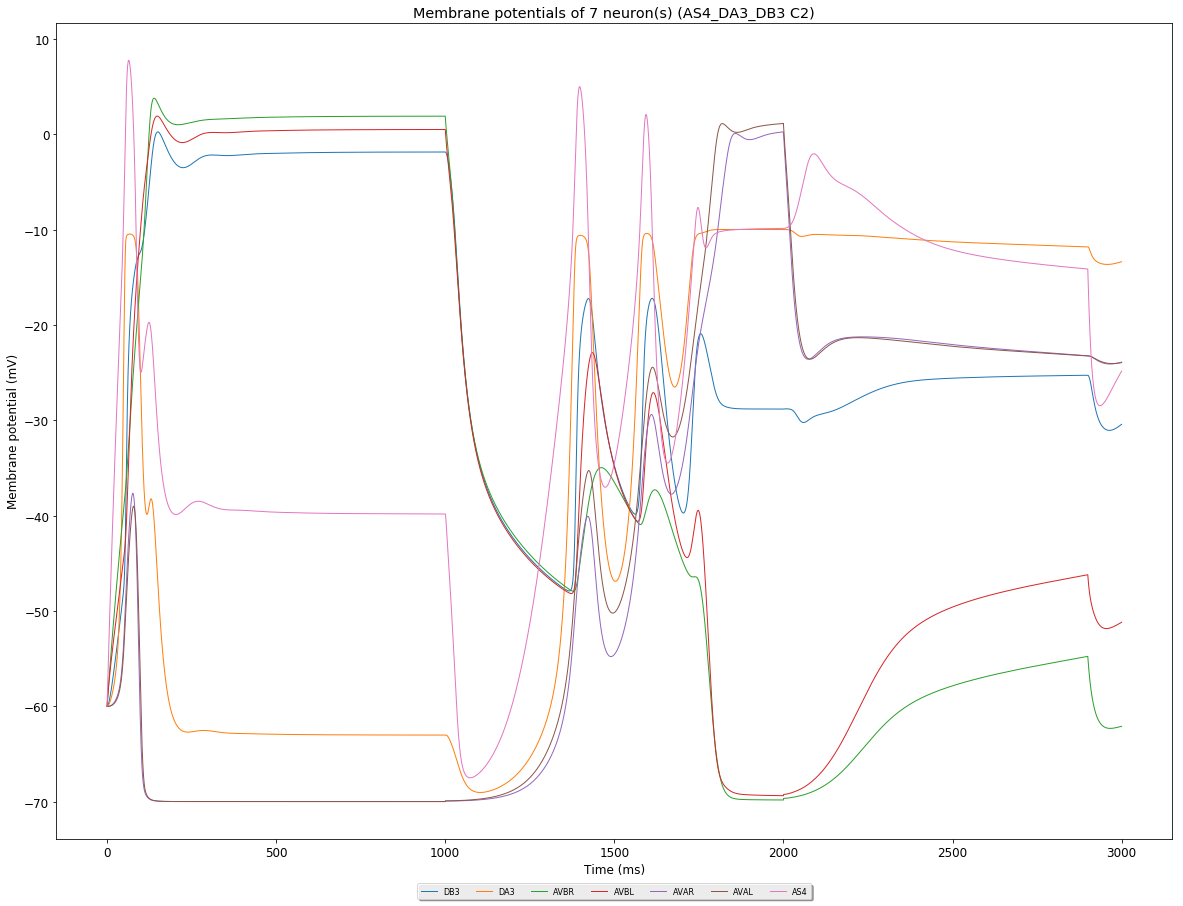 Membrane potentials of 7 neuron(s) (AS4_DA3_DB3 C2)
10
0
−10
−20
−30
−40
−50
−60
−70
Membrane potential (mV)
0 500 1000 1500 2000 2500 3000
Time (ms)
DB3 DA3 AVBR AVBL AVAR AVAL AS4